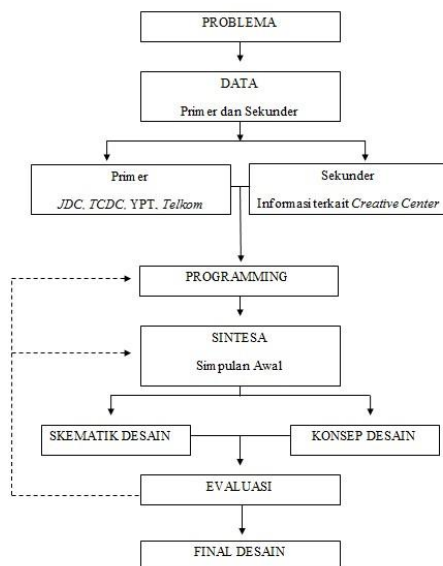 PROBLEMA
DATA
Primer dan Sekunder
Primer
JDC, TCDC, YPT, Telkom
Sekunder
Informasi terkait Creative Center
PROGRAMMING
SINTESA
Simpulan Awal
SKEMATIK DESAIN
KONSEP DESAIN
EVALUASI
FINAL DESAIN